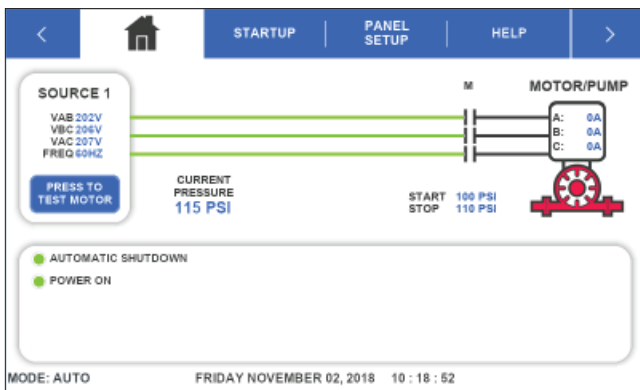 STARTUP
PANEL
SETUP
HELP
SOURCE 1
VAB 202V
VBC 206V
VAC 207V
FREQ 60HZ
PRESS TO
TEST MOTOR
M
MOTOR/PUMP
A: 0A
B: 0A
C: 0A
CURRENT
PRESSURE
115 PSI
START 100 PSI
STOP 110 PSI
AUTOMATIC SHUTDOWN
POWER ON
MODE: AUTO
FRIDAY NOVEMBER 02, 2018 10 : 18 : 52